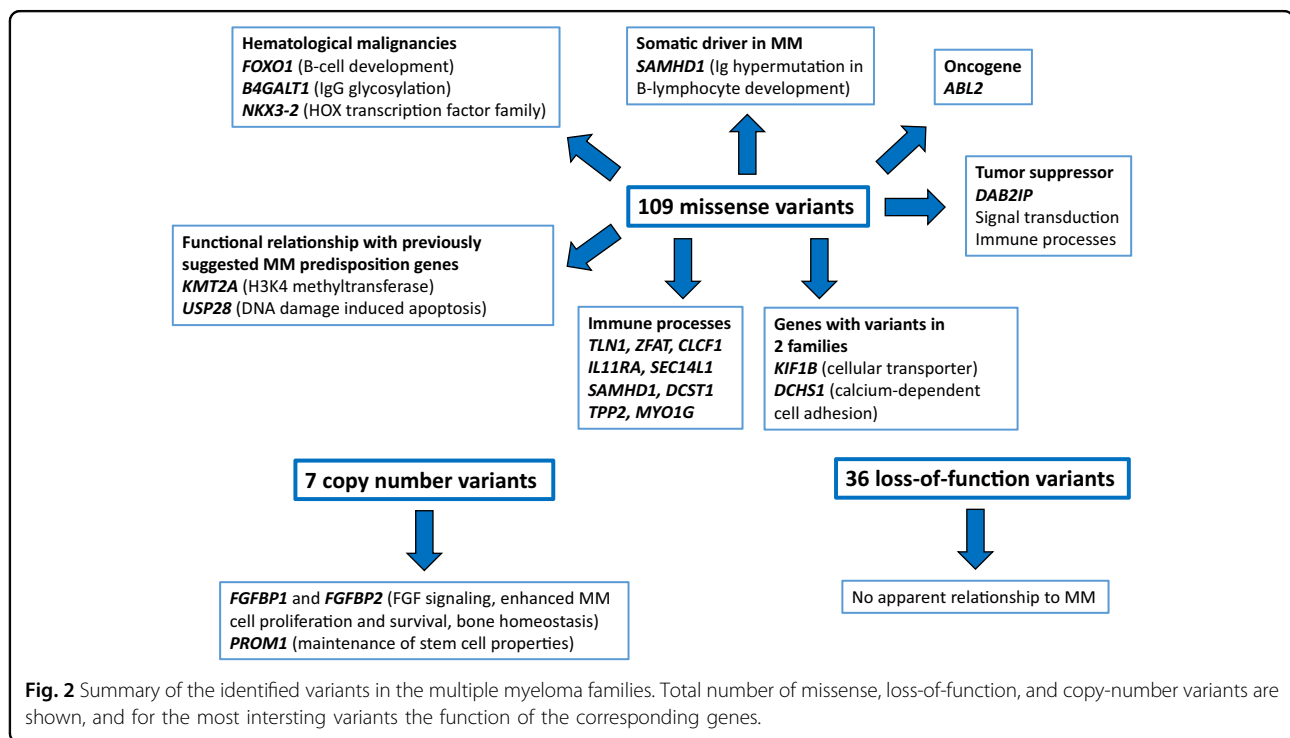 Hematological malignancies
FOXO1 (B-cell development)
B4GALT1 (IgG glycosylation)
NKX3-2 (HOX transcription factor family)
Somatic driver in MM
SAMHD1 (Ig hypermutation in
B-lymphocyte development)
Oncogene
ABL2
109 missense variants
Tumor suppressor
DAB2IP
Signal transduction
Immune processes
Functional relationship with previously
suggested MM predisposition genes
KMT2A (H3K4 methyltransferase)
USP28 (DNA damage induced apoptosis)
Immune processes
TLN1, ZFAT, CLCF1
IL11RA, SEC14L1
SAMHD1, DCST1
TPP2, MYO1G
Genes with variants in
2 families
KIF1B (cellular transporter)
DCHS1 (calcium-dependent
cell adhesion)
7 copy number variants
36 loss-of-function variants
FGFBP1 and FGFBP2 (FGF signaling, enhanced MM
cell proliferation and survival, bone homeostasis)
PROM1 (maintenance of stem cell properties)
No apparent relationship to MM
Fig. 2 Summary of the identified variants in the multiple myeloma families. Total number of missense, loss-of-function, and copy-number variants are
shown, and for the most intersting variants the function of the corresponding genes.